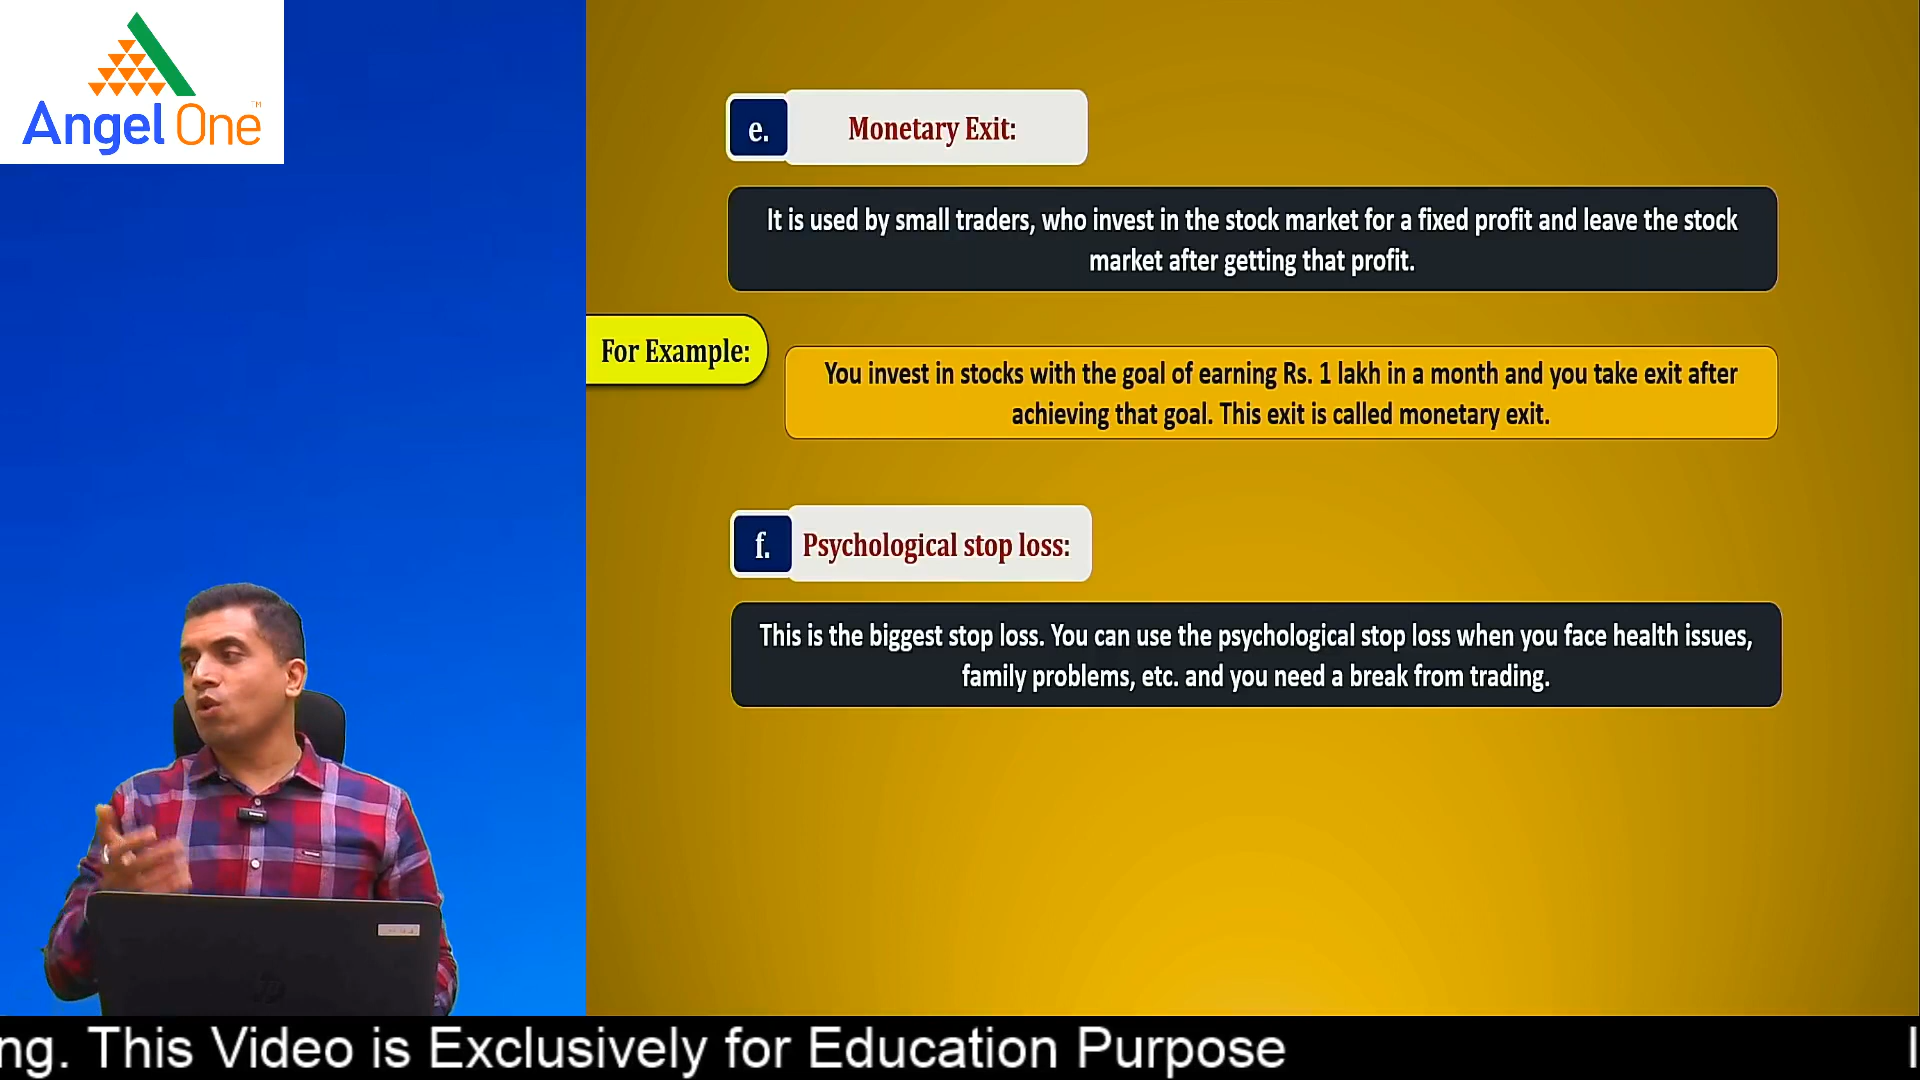 Angel One
TM
e.
Monetary Exit:
It is used by small traders, who invest in the stock market for a fixed profit and leave the stock
market after getting that profit.
For Example:
You invest in stocks with the goal of earning Rs. 1 lakh in a month and you take exit after
achieving that goal. This exit is called monetary exit.
f.
Psychological stop loss:
This is the biggest stop loss. You can use the psychological stop loss when you face health issues,
family problems, etc. and you need a break from trading.
ng. This Video is Exclusively for Education Purpose